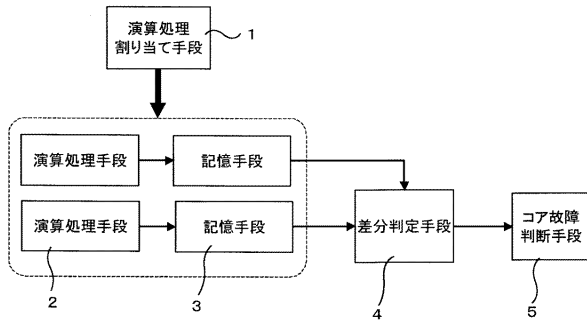 演算処理
割り当て手段
1
演算処理手段
記憶手段
演算処理手段
記憶手段
差分判定手段
コア故障
判断手段
2
3
4
5